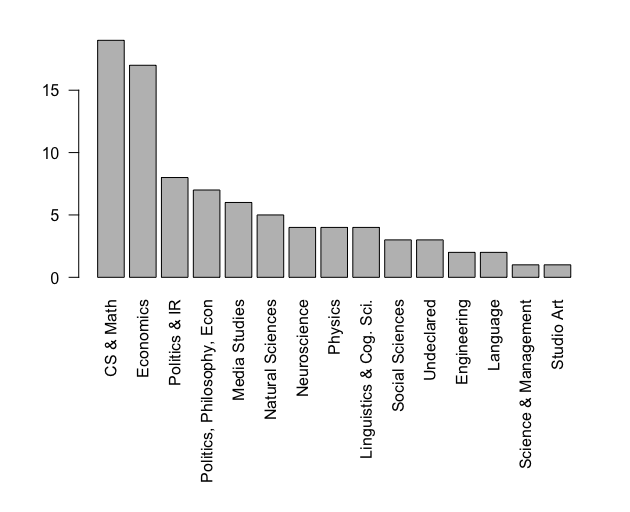 15
10
5
0
CS & Math
Economics
Politics & IR
Politics, Philosophy, Econ
Media Studies
Natural Sciences
Neuroscience
Physics
Linguistics & Cog. Sci.
Social Sciences
Undeclared
Engineering
Language
Science & Management
Studio Art